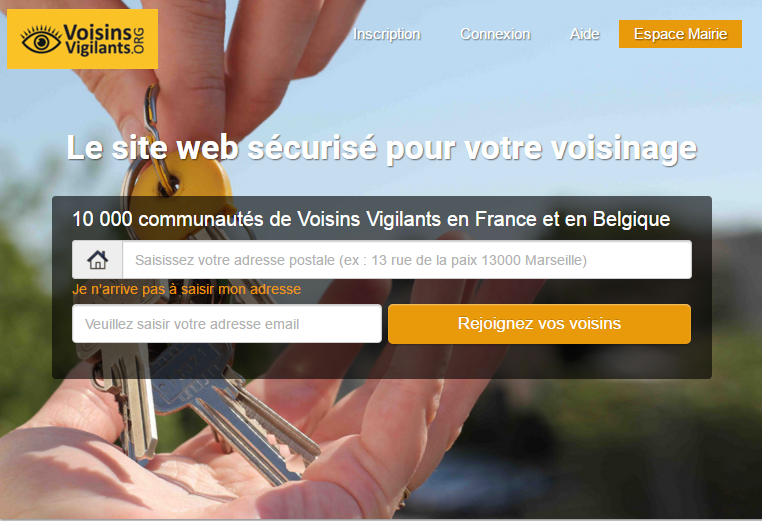 Voisins
Vigilants.ORG
Inscription
Connexion
Aide
Espace Mairie
Le site web sécurisé pour votre voisinage
10 000 communautés de Voisins Vigilants en France et en Belgique
Saisissez votre adresse postale (ex : 13 rue de la paix 13000 Marseille)
Je n'arrive pas à saisir mon adresse
Veuillez saisir votre adresse email
Rejoignez vos voisins